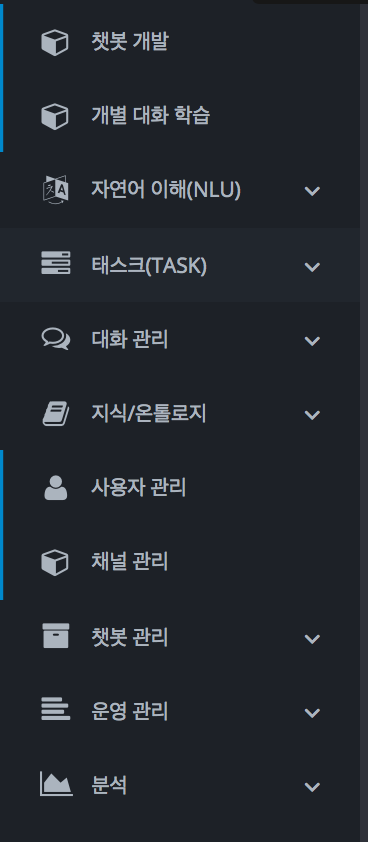 챗봇 개발
개별 대화 학습
자연어 이해(NLU)
태스크(TASK)
대화 관리
지식/온톨로지
사용자 관리
채널 관리
챗봇 관리
운영 관리
분석